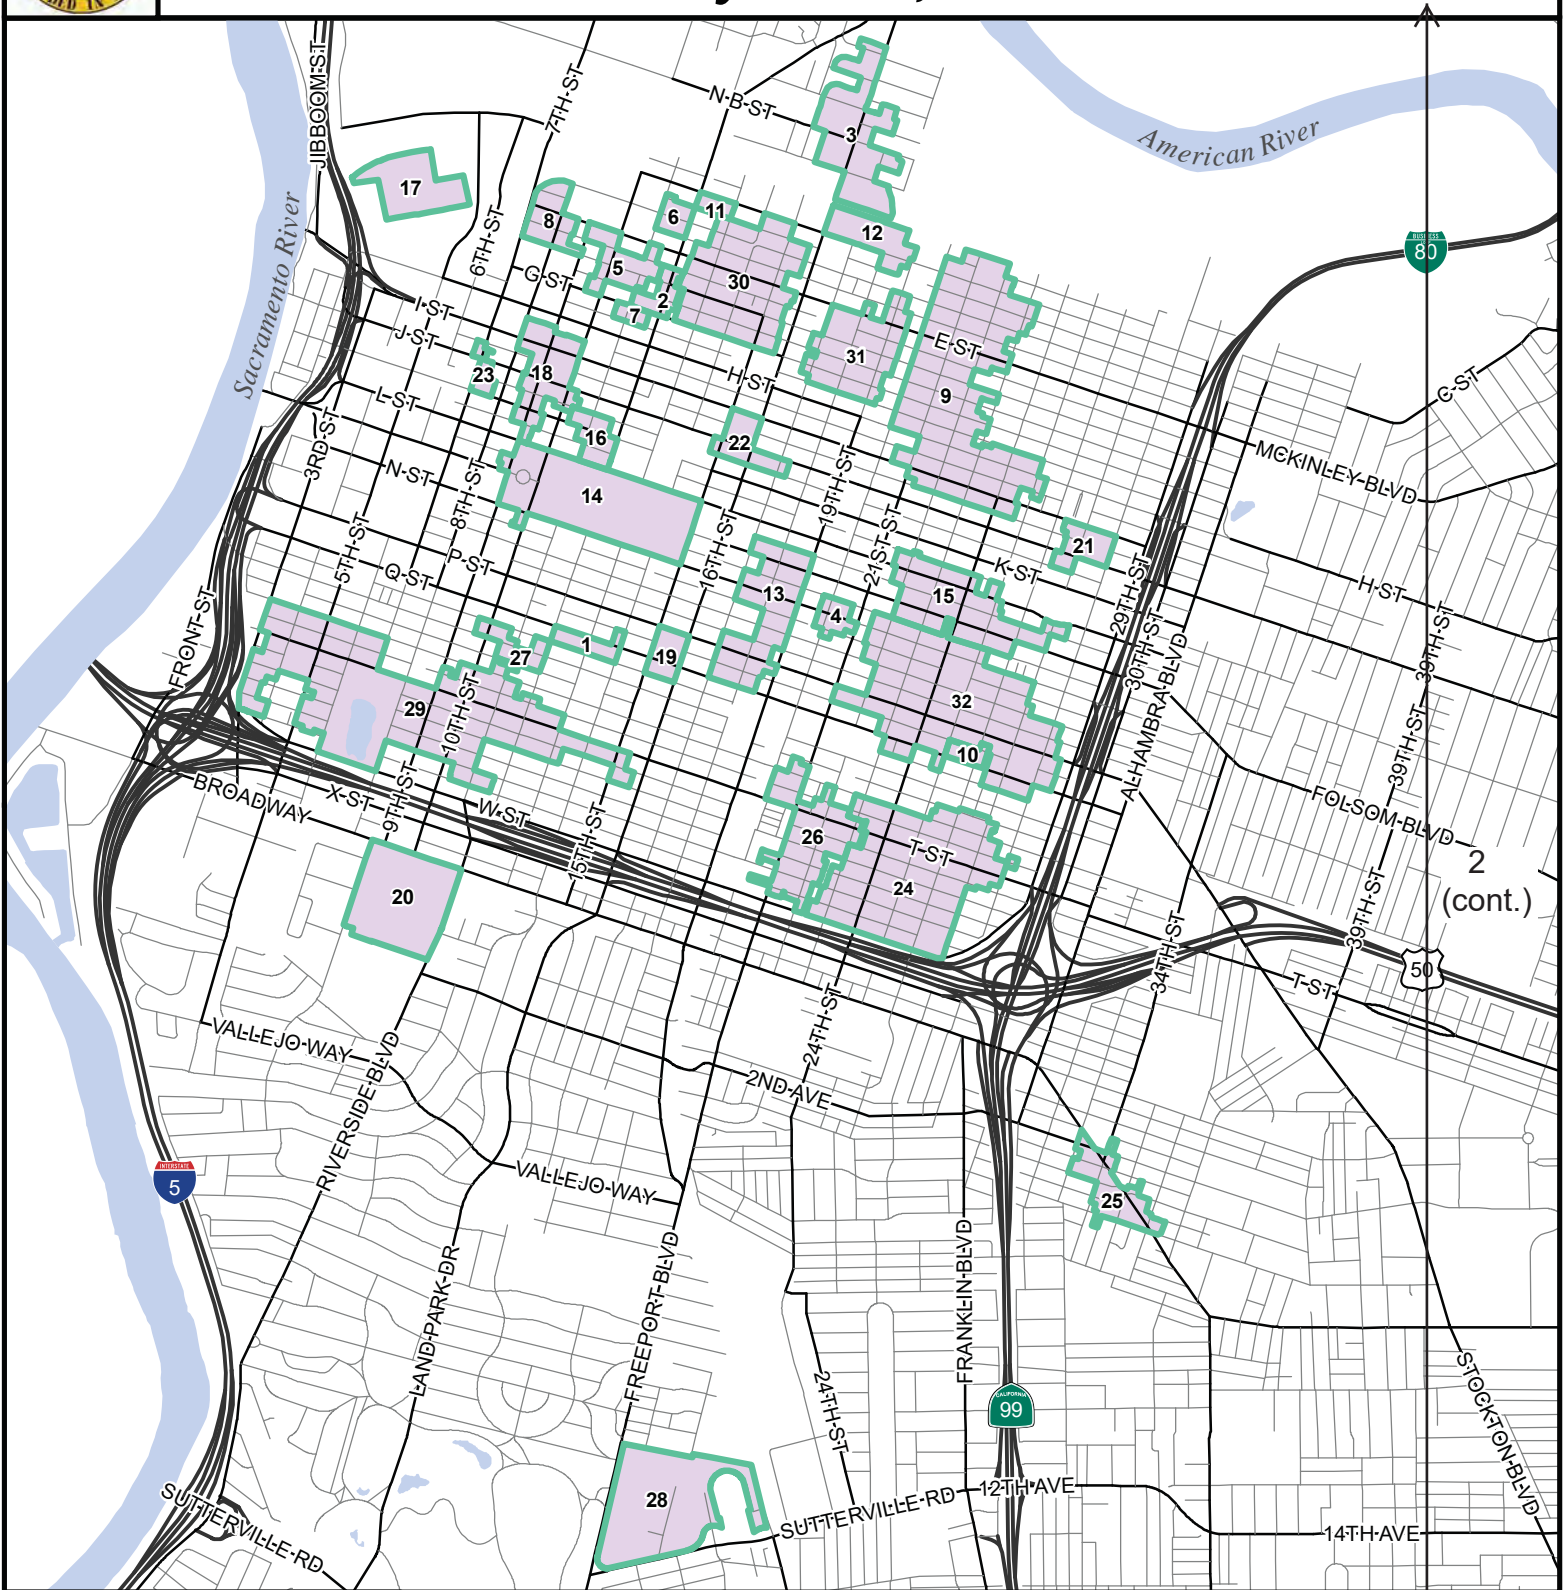 JIBBOOM ST
7TH ST
N B ST
American River
3
17
Sacramento River
6TH ST
8
6
11
12
BUSINESS
80
G ST
5
30
2
7
I ST
J ST
31
E ST
23
18
H ST
9
C ST
L ST
16
22
3RD ST
N ST
8TH ST
14
19TH ST
MCKINLEY BLVD
5TH ST
P ST
Q ST
16TH ST
21ST ST
K ST
21
29TH ST
H ST
FRONT ST
13
15
4
1
27
19
30TH ST
ALHAMBRA BLVD
39TH ST
29
10TH ST
32
10
39TH ST
BROADWAY
X ST
9TH ST
W ST
15TH ST
26
T ST
24
FOLSOM BLVD
2
(cont.)
20
39TH ST
34TH ST
50
T ST
VALLEJO WAY
RIVERSIDE BLVD
24TH ST
2ND AVE
INTERSTATE
5
VALLEJO WAY
25
LAND PARK DR
FREEPORT BLVD
FRANKLIN BLVD
24TH ST
CALIFORNIA
99
STOCKTON BLVD
28
SUTTERVILLE RD
SUTTERVILLE RD
12TH AVE
14TH AVE